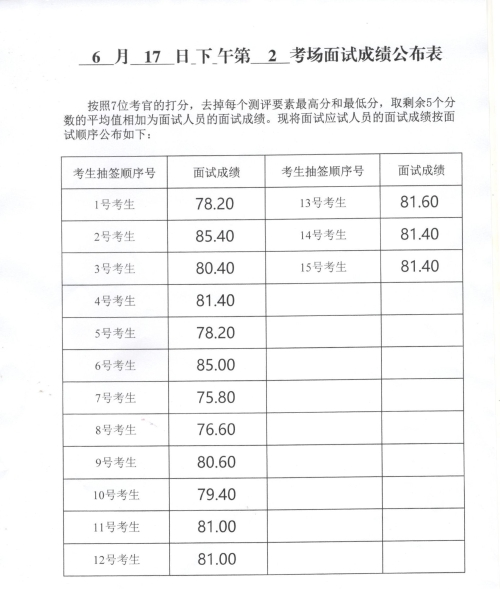 6 月 17 日 下 午第 2 考场面试成绩公布表
按照7位考官的打分，去掉每个测评要素最高分和最低分，取剩余5个分
数的平均值相加为面试人员的面试成绩。现将面试应试人员的面试成绩按面
试顺序公布如下：
考生抽签顺序号 面试成绩 考生抽签顺序号 面试成绩
1号考生 78.20 13号考生 81.60
2号考生 85.40 14号考生 81.40
3号考生 80.40 15号考生 81.40
4号考生 81.40
5号考生 78.20
6号考生 85.00
7号考生 75.80
8号考生 76.60
9号考生 80.60
10号考生 79.40
11号考生 81.00
12号考生 81.00